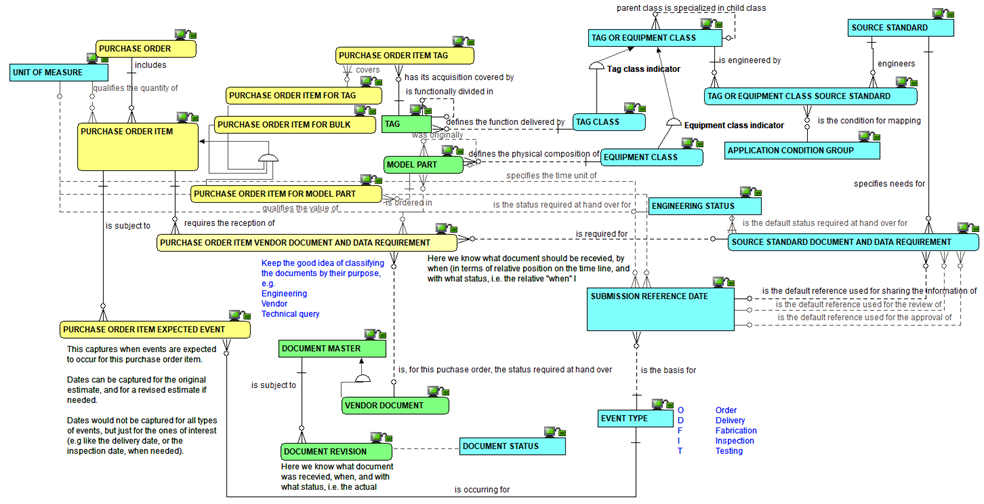 parent class is specialized in child class
PURCHASE ORDER
PURCHASE ORDER ITEM TAG
TAG OR EQUIPMENT CLASS
SOURCE STANDARD
UNIT OF MEASURE
includes
covers
is engineered by
engineers
Tag class indicator
has its acquisition covered by
qualifies the quantity of
is functionally divided in
PURCHASE ORDER ITEM FOR TAG
TAG OR EQUIPMENT CLASS SOURCE STANDARD
PURCHASE ORDER ITEM FOR BULK
TAG
defines the function delivered by
TAG CLASS
Equipment class indicator
is the condition for mapping
PURCHASE ORDER ITEM
was originally
APPLICATION CONDITION GROUP
MODEL PART
defines the physical composition of
EQUIPMENT CLASS
specifies the time unit of
specifies needs for
PURCHASE ORDER ITEM FOR MODEL PART
is ordered in
qualifies the value of
is the status required at hand over for
ENGINEERING STATUS
is subject to
requires the reception of
is the default status required at hand over for
is required for
PURCHASE ORDER ITEM VENDOR DOCUMENT AND DATA REQUIREMENT
SOURCE STANDARD DOCUMENT AND DATA REQUIREMENT
Keep the good idea of classifying
the documents by their purpose,
e.g.
Engineering
Vendor
Technical query
Here we know what document should be recevied, by
when (in terms of relative position on the time line, and
with what status, i.e. the relative "when" I
SUBMISSION REFERENCE DATE
is the default reference used for sharing the information of
is the default reference used for the review of
is the default reference used for the approval of
PURCHASE ORDER ITEM EXPECTED EVENT
This captures when events are expected
to occur for this purchase order item.
Dates can be captured for the original
estimate, and for a revised estimate if
needed.
Dates would not be captured for all types
of events, but just for the ones of interest
(e.g like the delivery date, or the
inspection date, when needed).
DOCUMENT MASTER
is, for this puchase order, the status required at hand over
is the basis for
is subject to
VENDOR DOCUMENT
EVENT TYPE
O Order
D Delivery
F Fabrication
I Inspection
T Testing
DOCUMENT REVISION
DOCUMENT STATUS
Here we know what document
was recevied, when, and with
what status, i.e. the actual
is occurring for